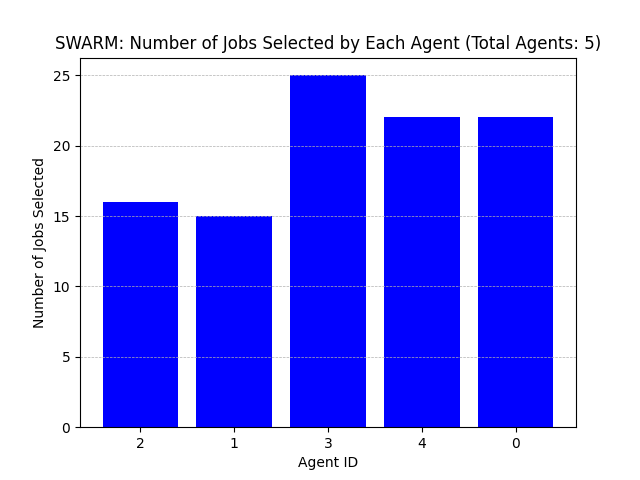 SWARM: Number of Jobs Selected by Each Agent (Total Agents: 5)
25
20
15
10
5
0
Number of Jobs Selected
2 1 3 4 0
Agent ID